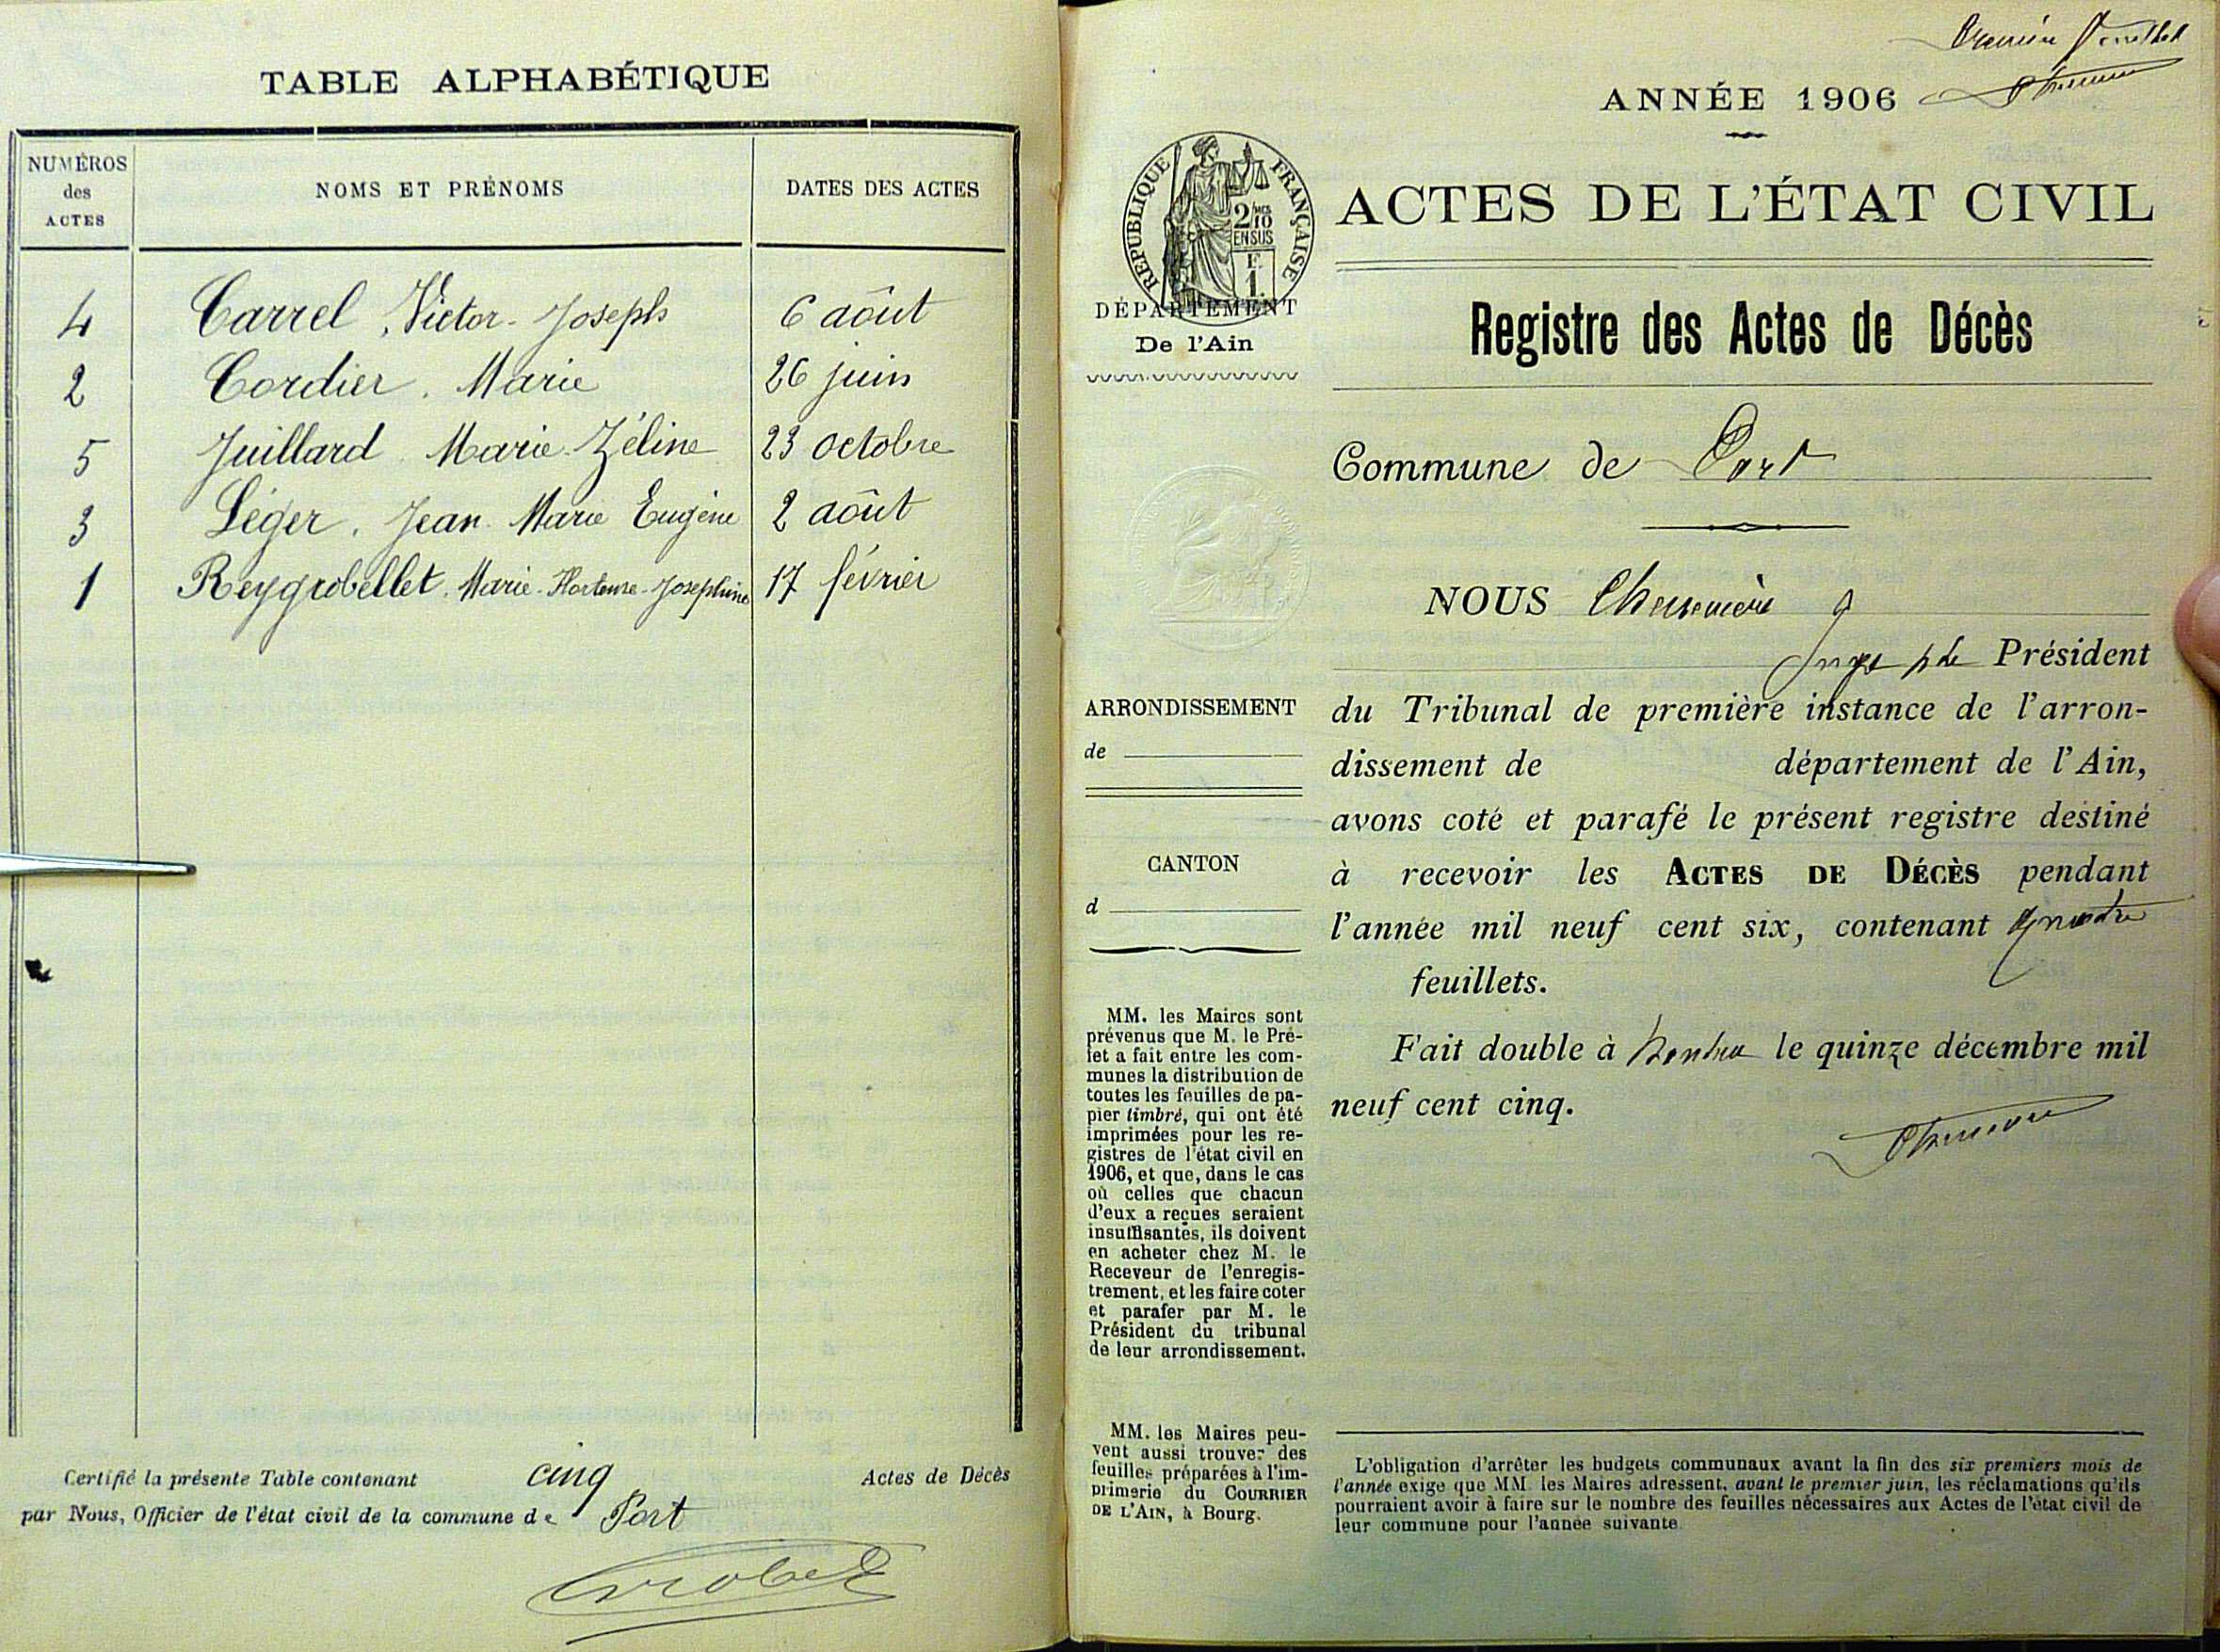 TABLE ALPHABÉTIQUE
NUMÉROS
des
ACTES
NOMS ET PRÉNOMS
DATES DES ACTES
4 Carrel, Victor-Joseph 6 août
2 Cordier, Marie 26 juin
5 Juillard Marie-Zéline 23 octobre
3 Léger, Jean Marie Eugène 2 août
1 Reygrobellet, Marie-Hortense-Joséphine 17 février
Certifié la présente Table contenant cinq Actes de Décès
par Nous, Officier de l'état civil de la commune de Port
Grobel
Premier feuillet
ANNÉE 1906
RÉPUBLIQUE FRANÇAISE
2/10
EN SUS
1.
DÉPARTEMENT
De l'Ain
ACTES DE L'ÉTAT CIVIL
Registre des Actes de Décès
Commune de Port
NOUS
Juge pde Président
du Tribunal de première instance de l'arron-
dissement de département de l'Ain,
avons coté et parafé le présent registre destiné
à recevoir les ACTES DE DÉCÈS pendant
l'année mil neuf cent six, contenant quatre
feuillets.
Fait double à Nantua le quinze décembre mil
neuf cent cinq.
ARRONDISSEMENT
de
CANTON
d
MM. les Maires sont
prévenus que M. le Pré-
fet a fait entre les com-
munes la distribution de
toutes les feuilles de pa-
pier timbré, qui ont été
imprimées pour les re-
gistres de l'état civil en
1906, et que, dans le cas
où celles que chacun
d'eux a reçues seraient
insuffisantes, ils doivent
en acheter chez M. le
Receveur de l'enregis-
trement, et les faire coter
et parafer par M. le
Président du tribunal
de leur arrondissement.
MM. les Maires peu-
vent aussi trouver des
feuilles préparées à l'im-
primerie du COURRIER
DE L'AIN, à Bourg.
L'obligation d'arrêter les budgets communaux avant la fin des six premiers mois de
l'année exige que MM. les Maires adressent, avant le premier juin, les réclamations qu'ils
pourraient avoir à faire sur le nombre des feuilles nécessaires aux Actes de l'état civil de
leur commune pour l'année suivante.